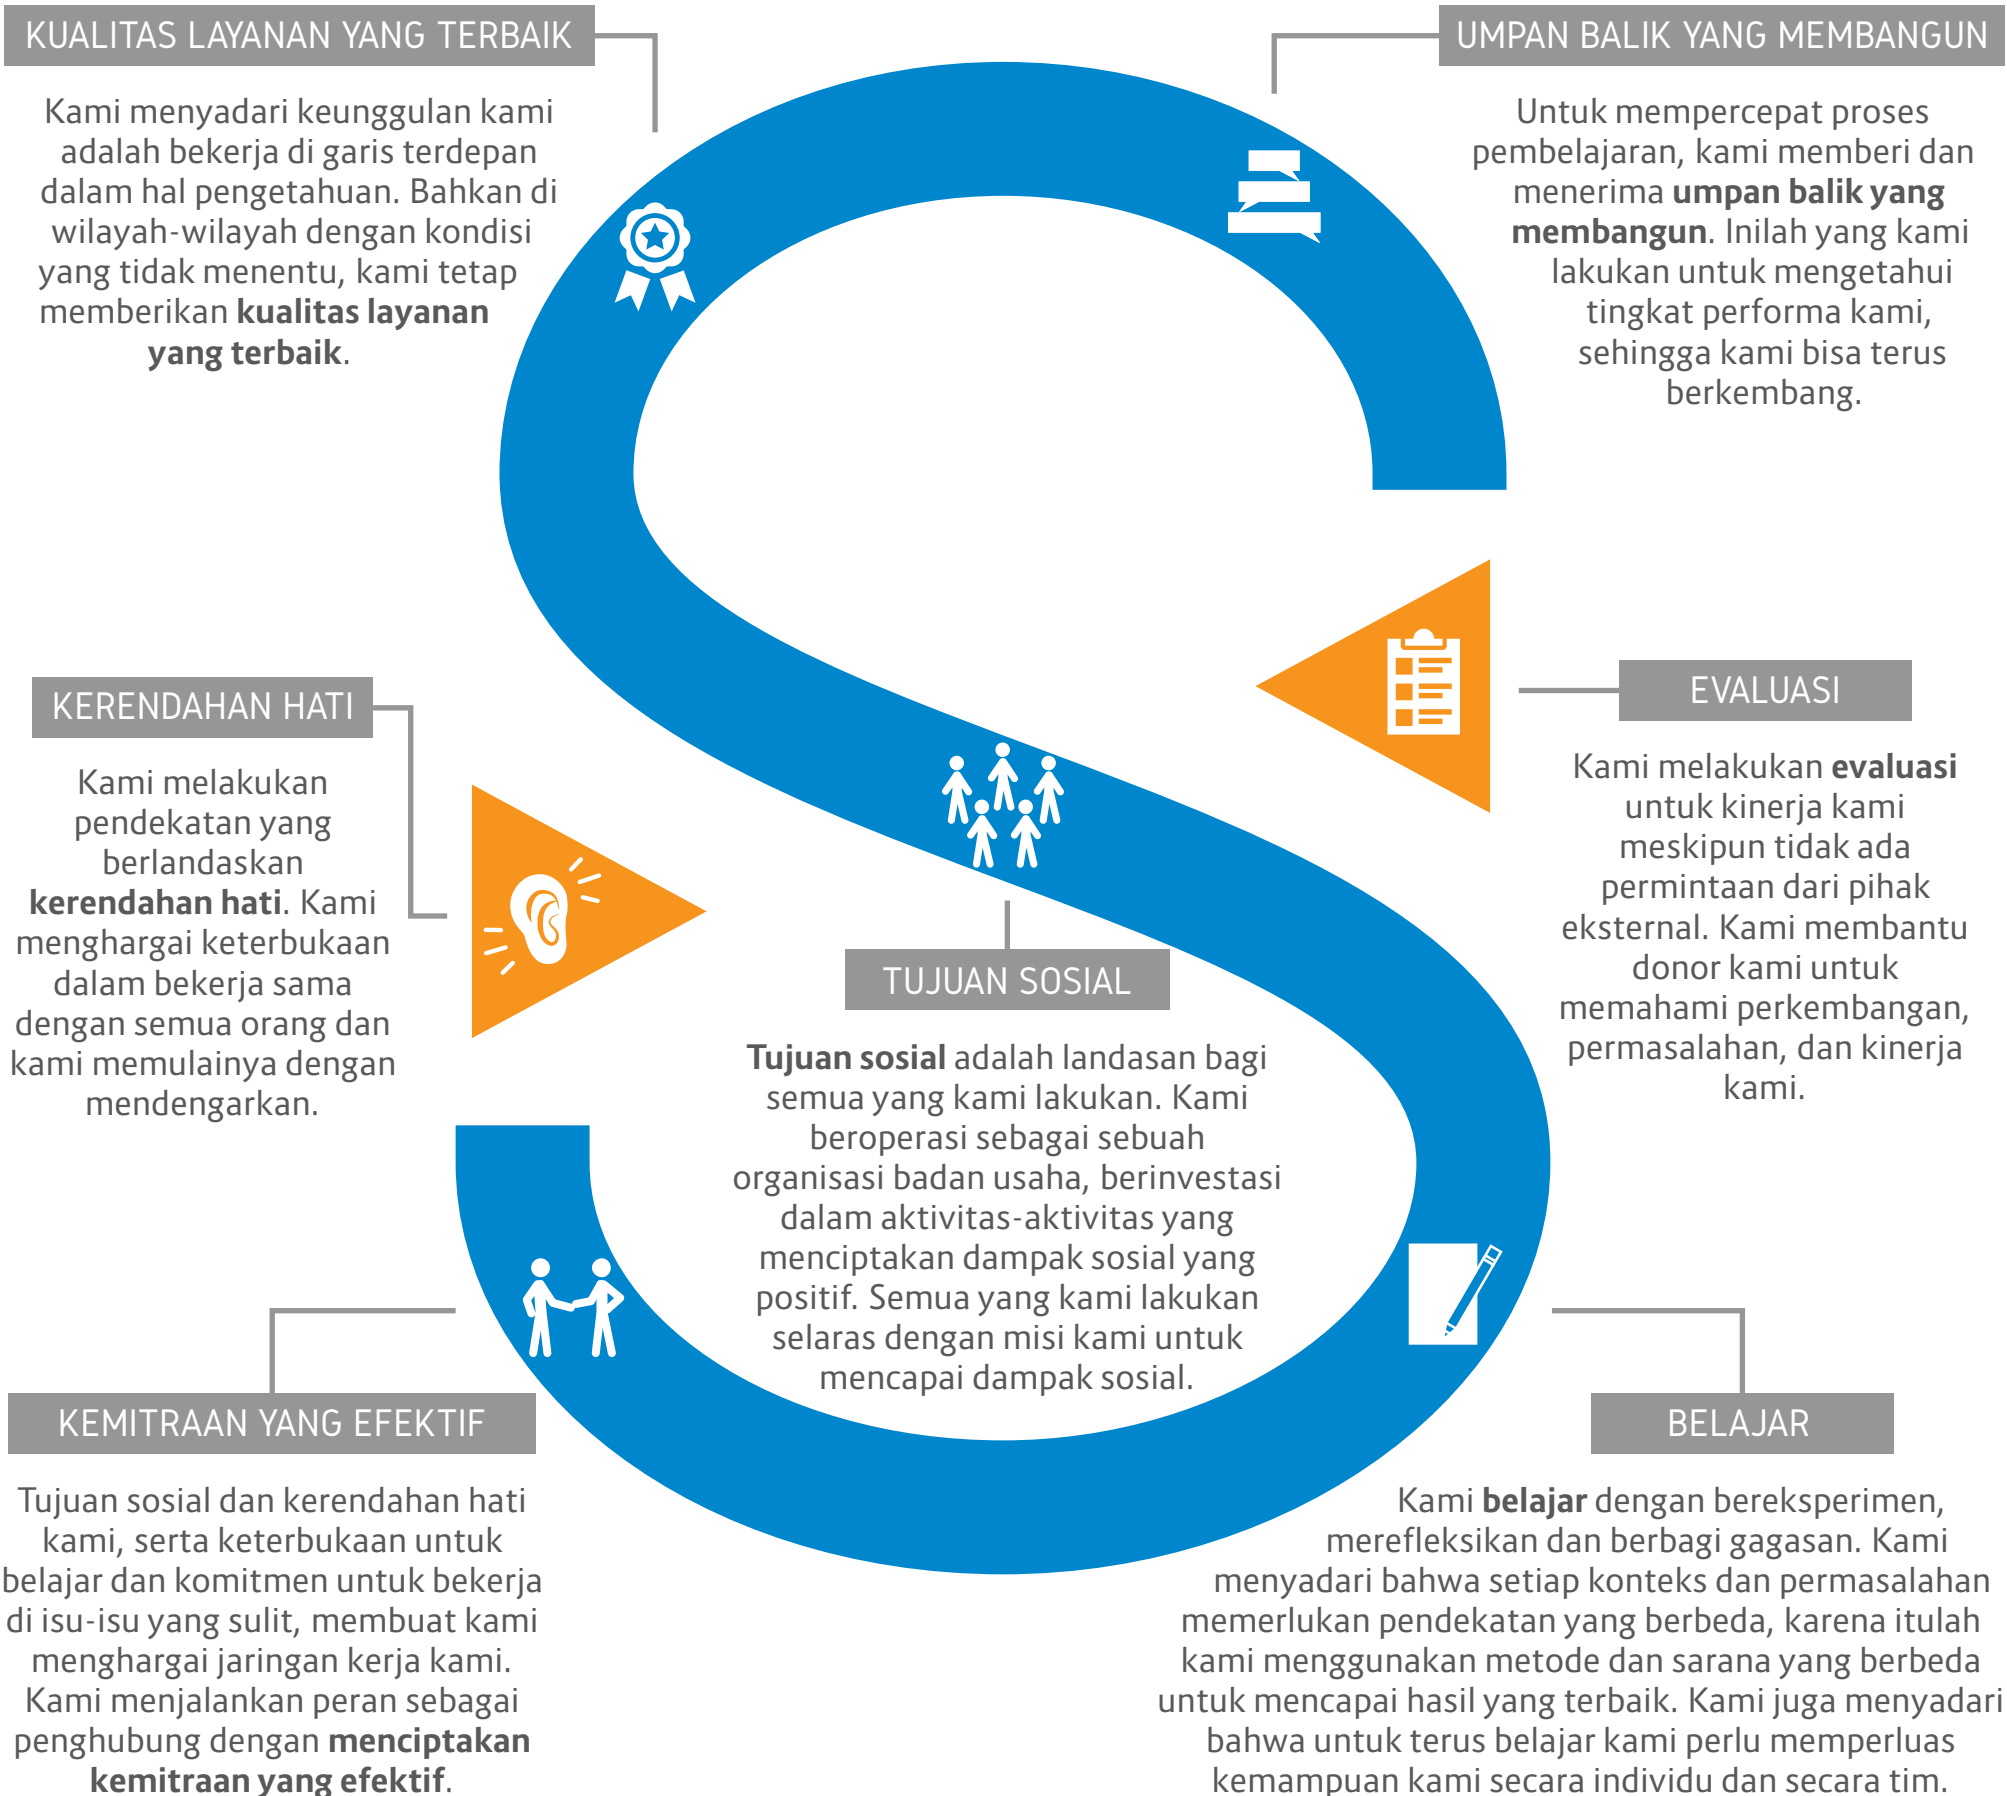 KUALITAS LAYANAN YANG TERBAIK
Kami menyadari keunggulan kami
adalah bekerja di garis terdepan
dalam hal pengetahuan. Bahkan di
wilayah-wilayah dengan kondisi
yang tidak menentu, kami tetap
memberikan kualitas layanan
yang terbaik.
UMPAN BALIK YANG MEMBANGUN
Untuk mempercepat proses
pembelajaran, kami memberi dan
menerima umpan balik yang
membangun. Inilah yang kami
lakukan untuk mengetahui
tingkat performa kami,
sehingga kami bisa terus
berkembang.
KERENDAHAN HATI
Kami melakukan
pendekatan yang
berlandaskan
kerendahan hati. Kami
menghargai keterbukaan
dalam bekerja sama
dengan semua orang dan
kami memulainya dengan
mendengarkan.
EVALUASI
Kami melakukan evaluasi
untuk kinerja kami
meskipun tidak ada
permintaan dari pihak
eksternal. Kami membantu
donor kami untuk
memahami perkembangan,
permasalahan, dan kinerja
kami.
TUJUAN SOSIAL
Tujuan sosial adalah landasan bagi
semua yang kami lakukan. Kami
beroperasi sebagai sebuah
organisasi badan usaha, berinvestasi
dalam aktivitas-aktivitas yang
menciptakan dampak sosial yang
positif. Semua yang kami lakukan
selaras dengan misi kami untuk
mencapai dampak sosial.
KEMITRAAN YANG EFEKTIF
Tujuan sosial dan kerendahan hati
kami, serta keterbukaan untuk
belajar dan komitmen untuk bekerja
di isu-isu yang sulit, membuat kami
menghargai jaringan kerja kami.
Kami menjalankan peran sebagai
penghubung dengan menciptakan
kemitraan yang efektif.
BELAJAR
Kami belajar dengan bereksperimen,
merefleksikan dan berbagi gagasan. Kami
menyadari bahwa setiap konteks dan permasalahan
memerlukan pendekatan yang berbeda, karena itulah
kami menggunakan metode dan sarana yang berbeda
untuk mencapai hasil yang terbaik. Kami juga menyadari
bahwa untuk terus belajar kami perlu memperluas
kemampuan kami secara individu dan secara tim.